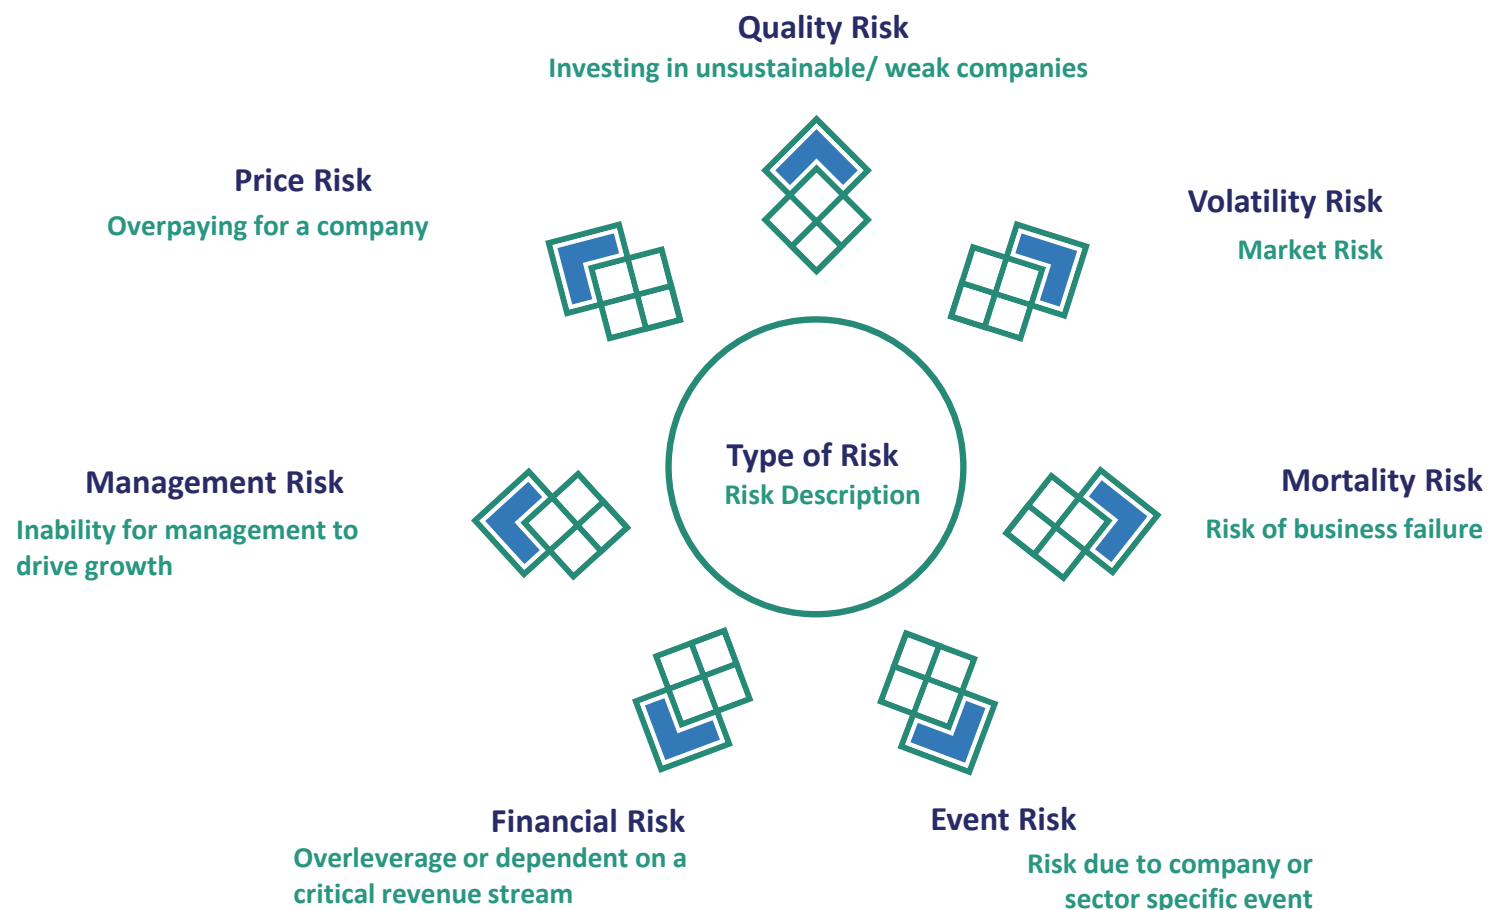 Quality Risk
Investing in unsustainable/ weak companies
Price Risk
Overpaying for a company
Volatility Risk
Market Risk
Type of Risk
Risk Description
Management Risk
Inability for management to
drive growth
Mortality Risk
Risk of business failure
Financial Risk
Overleverage or dependent on a
critical revenue stream
Event Risk
Risk due to company or
sector specific event